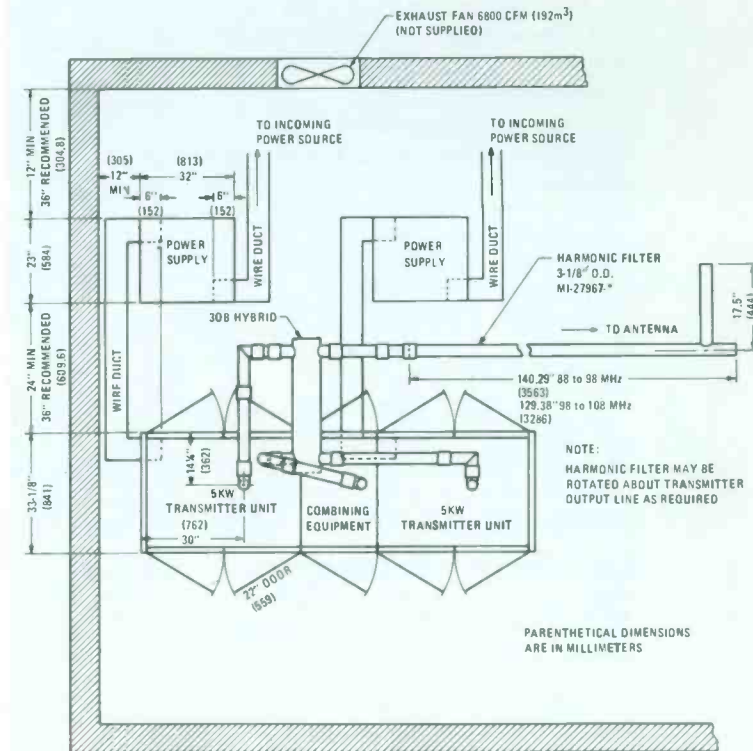 EXHAUST FAN 6800 CFM (192m³)
(NOT SUPPLIED)
TO INCOMING
POWER SOURCE
TO INCOMING
POWER SOURCE
12" MIN
36" RECOMMENDED
(304,8)
(305)
12"
MIN
(813)
32"
6"
(152)
6"
(152)
23"
(584)
POWER
SUPPLY
WIRE DUCT
POWER
SUPPLY
WIRE DUCT
HARMONIC FILTER
3-1/8" O.D.
MI-27967-*
3DB HYBRID
TO ANTENNA
17.5"
(444)
24" MIN
36" RECOMMENDED
(609.6)
WIRE DUCT
140.29" 88 to 98 MHz
(3563)
129.38" 98 to 108 MHz
(3286)
33-1/8"
(841)
14¼"
(362)
5KW
TRANSMITTER UNIT
(762)
30"
COMBINING
EQUIPMENT
5KW
TRANSMITTER UNIT
NOTE:
HARMONIC FILTER MAY BE
ROTATED ABOUT TRANSMITTER
OUTPUT LINE AS REQUIRED
22" DOOR
(559)
PARENTHETICAL DIMENSIONS
ARE IN MILLIMETERS